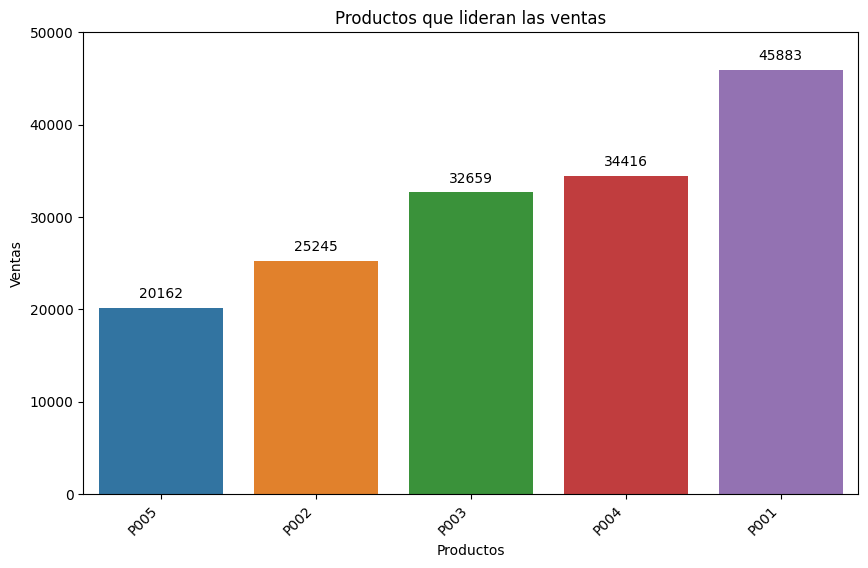 Productos que lideran las ventas
50000
45883
40000
34416
32659
30000
25245
20162
20000
10000
0
Ventas
P005
P002
P003
P004
P001
Productos